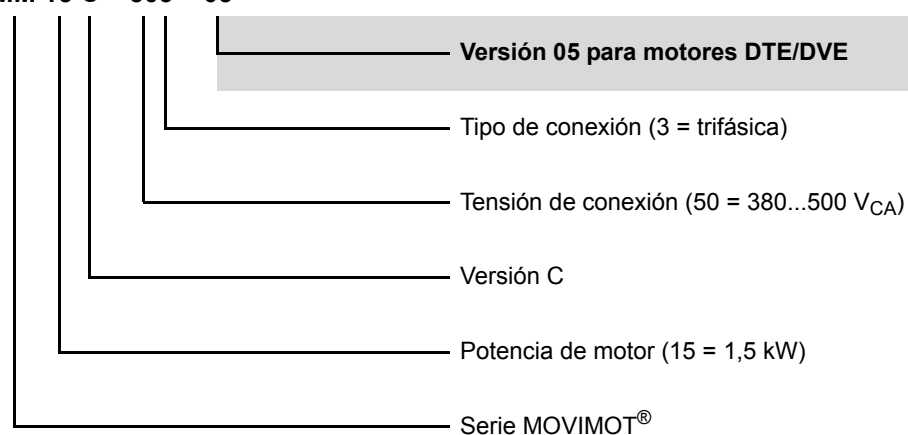 Versión 05 para motores DTE/DVE
Tipo de conexión (3 = trifásica)
Tensión de conexión (50 = 380...500 VCA)
Versión C
Potencia de motor (15 = 1,5 kW)
Serie MOVIMOT®